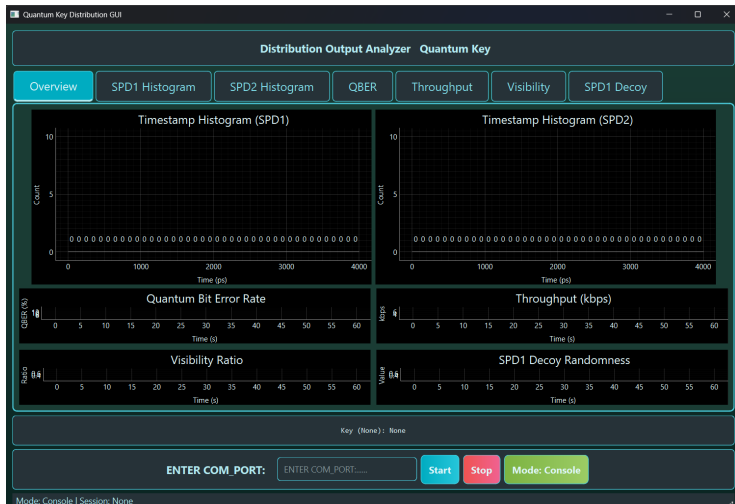 Quantum Key Distribution GUI
Distribution Output Analyzer Quantum Key
Overview SPD1 Histogram SPD2 Histogram QBER Throughput Visibility SPD1 Decoy
Timestamp Histogram (SPD1)
10
5
0
Count
0 0 0 0 0 0 0 0 0 0 0 0 0 0 0 0 0 0 0 0 0 0 0 0 0 0 0 0 0 0 0 0 0 0 0 0 0 0 0 0
0 1000 2000 3000 4000
Time (ps)
Timestamp Histogram (SPD2)
10
5
0
Count
0 0 0 0 0 0 0 0 0 0 0 0 0 0 0 0 0 0 0 0 0 0 0 0 0 0 0 0 0 0 0 0 0 0 0 0 0 0 0 0
0 1000 2000 3000 4000
Time (ps)
Quantum Bit Error Rate
QBER (%)
0 5 10 15 20 25 30 35 40 45 50 55 60
Time (s)
Throughput (kbps)
kbps
0 5 10 15 20 25 30 35 40 45 50 55 60
Time (s)
Visibility Ratio
Ratio
0 5 10 15 20 25 30 35 40 45 50 55 60
Time (s)
SPD1 Decoy Randomness
Value
0 5 10 15 20 25 30 35 40 45 50 55 60
Time (s)
Key (None): None
ENTER COM_PORT: ENTER COM_PORT:...... Start Stop Mode: Console
Mode: Console | Session: None